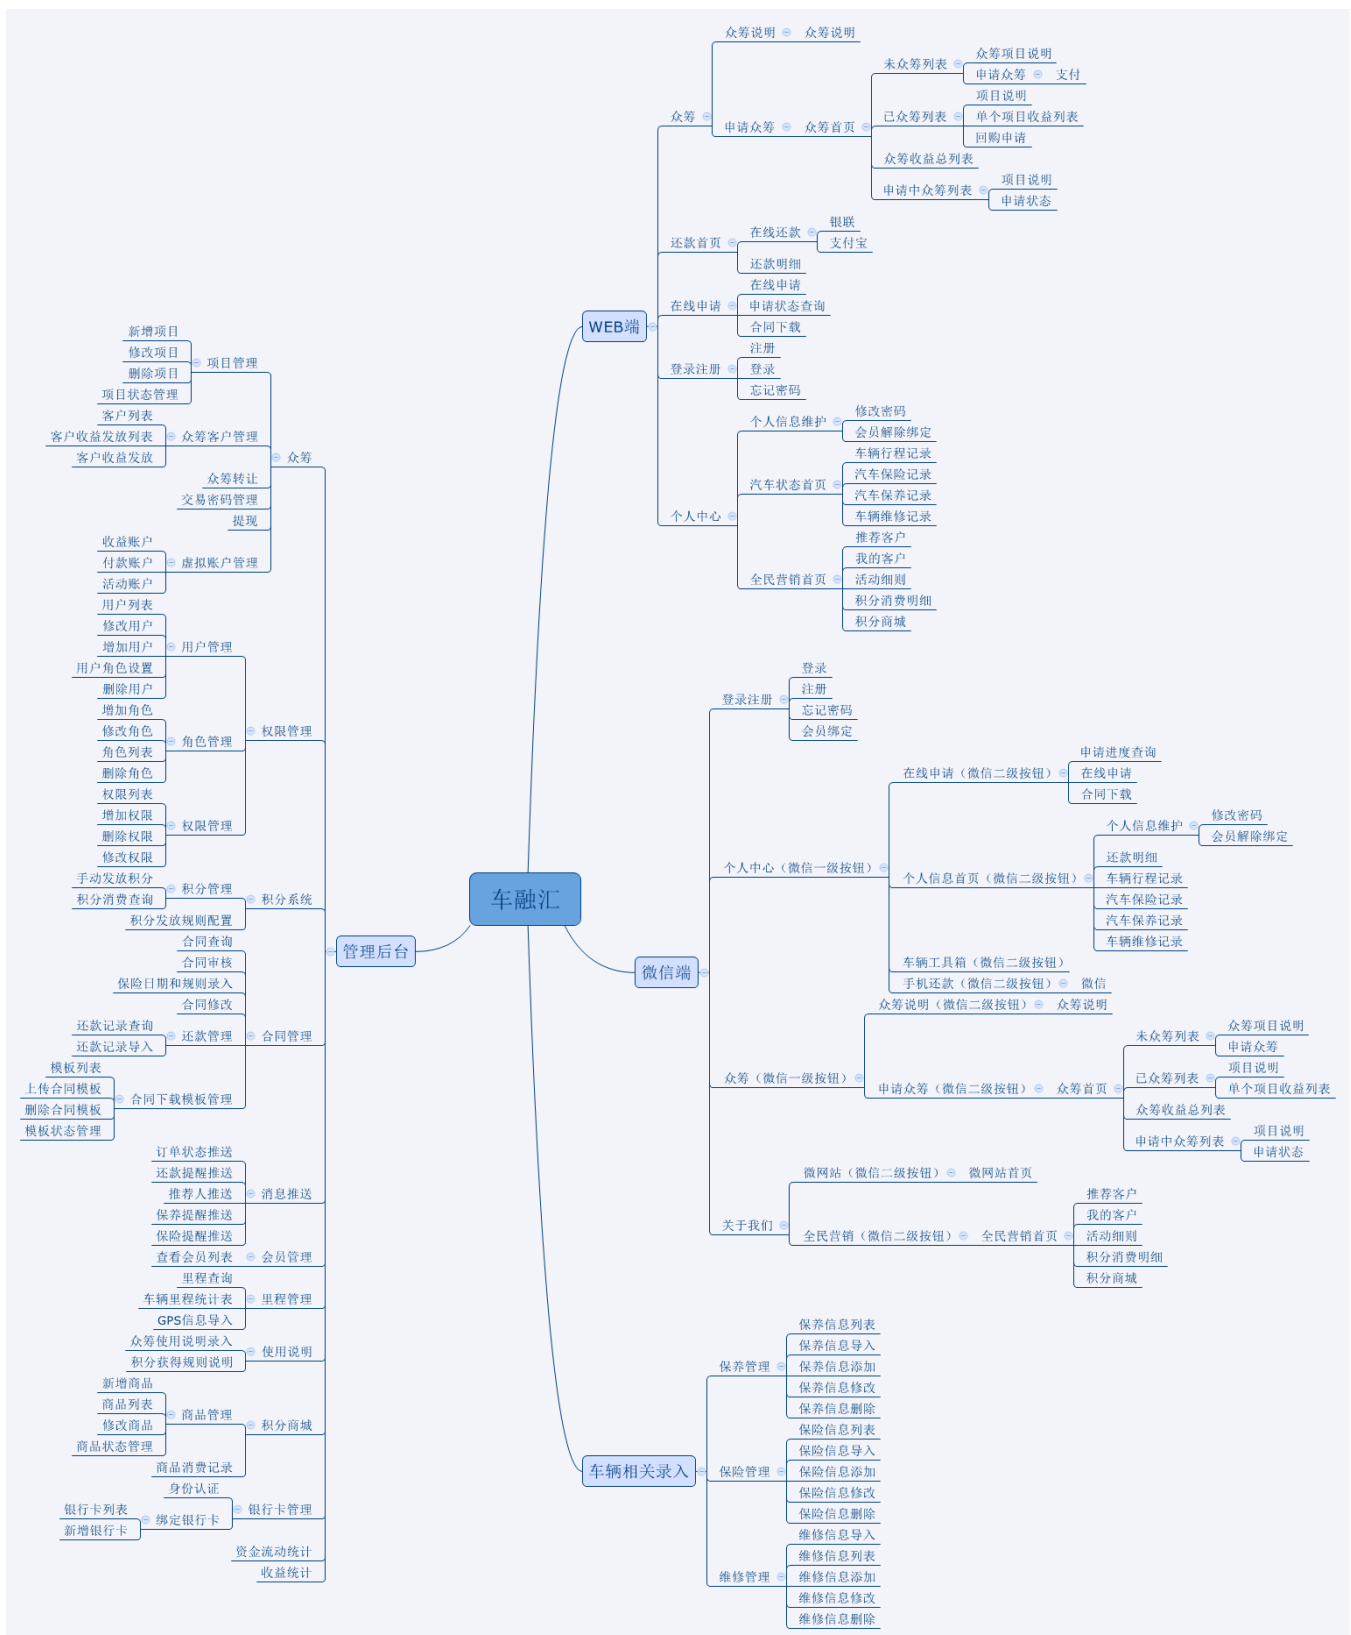 车融汇
WEB端
众筹
众筹说明
众筹说明
申请众筹
众筹首页
未众筹列表
众筹项目说明
申请众筹
支付
已众筹列表
项目说明
单个项目收益列表
回购申请
众筹收益总列表
申请中众筹列表
项目说明
申请状态
还款首页
在线还款
银联
支付宝
还款明细
在线申请
在线申请
申请状态查询
合同下载
登录注册
注册
登录
忘记密码
个人中心
个人信息维护
修改密码
会员解除绑定
汽车状态首页
车辆行程记录
汽车保险记录
汽车保养记录
车辆维修记录
全民营销首页
推荐客户
我的客户
活动细则
积分消费明细
积分商城
微信端
登录注册
登录
注册
忘记密码
会员绑定
个人中心（微信一级按钮）
在线申请（微信二级按钮）
申请进度查询
在线申请
合同下载
个人信息首页（微信二级按钮）
个人信息维护
修改密码
会员解除绑定
还款明细
车辆行程记录
汽车保险记录
汽车保养记录
车辆维修记录
车辆工具箱（微信二级按钮）
手机还款（微信二级按钮）
微信
众筹（微信一级按钮）
众筹说明（微信二级按钮）
众筹说明
申请众筹（微信二级按钮）
众筹首页
未众筹列表
众筹项目说明
申请众筹
已众筹列表
项目说明
单个项目收益列表
众筹收益总列表
申请中众筹列表
项目说明
申请状态
关于我们
微网站（微信二级按钮）
微网站首页
全民营销（微信二级按钮）
全民营销首页
推荐客户
我的客户
活动细则
积分消费明细
积分商城
车辆相关录入
保养管理
保养信息列表
保养信息导入
保养信息添加
保养信息修改
保养信息删除
保险管理
保险信息列表
保险信息导入
保险信息添加
保险信息修改
保险信息删除
维修管理
维修信息导入
维修信息列表
维修信息添加
维修信息修改
维修信息删除
管理后台
众筹
项目管理
新增项目
修改项目
删除项目
项目状态管理
众筹客户管理
客户列表
客户收益发放列表
客户收益发放
众筹转让
交易密码管理
提现
虚拟账户管理
收益账户
付款账户
活动账户
权限管理
用户管理
用户列表
修改用户
增加用户
用户角色设置
删除用户
角色管理
增加角色
修改角色
角色列表
删除角色
权限管理
权限列表
增加权限
删除权限
修改权限
积分系统
积分管理
手动发放积分
积分消费查询
积分发放规则配置
合同管理
合同查询
合同审核
保险日期和规则录入
合同修改
还款管理
还款记录查询
还款记录导入
合同下载模板管理
模板列表
上传合同模板
删除合同模板
模板状态管理
消息推送
订单状态推送
还款提醒推送
推荐人推送
保养提醒推送
保险提醒推送
会员管理
查看会员列表
里程管理
里程查询
车辆里程统计表
GPS信息导入
使用说明
众筹使用说明录入
积分获得规则说明
积分商城
商品管理
新增商品
商品列表
修改商品
商品状态管理
商品消费记录
银行卡管理
身份认证
绑定银行卡
银行卡列表
新增银行卡
资金流动统计
收益统计